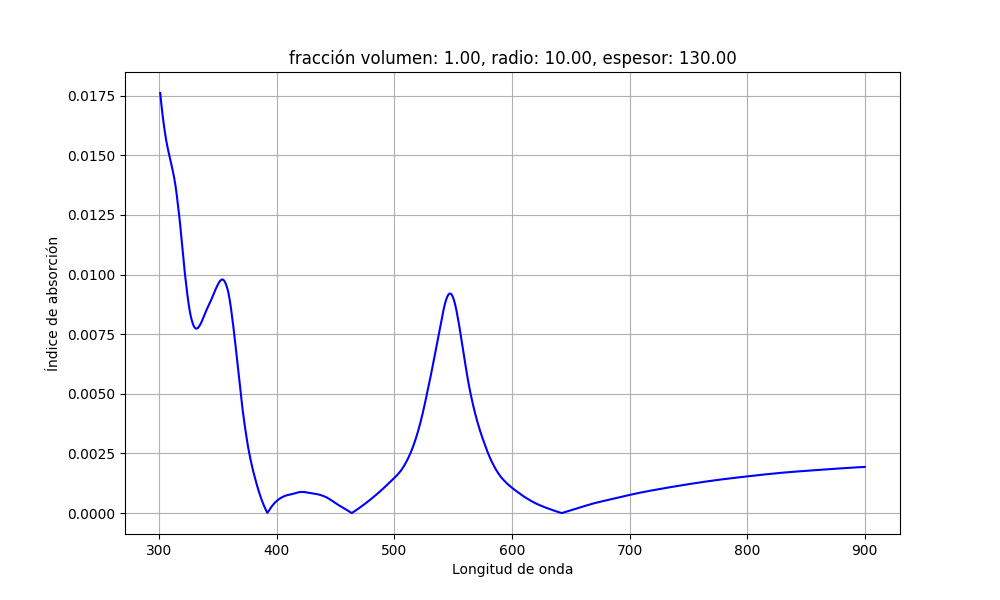 fracción volumen: 1.00, radio: 10.00, espesor: 130.00
Índice de absorción
0.0175
0.0150
0.0125
0.0100
0.0075
0.0050
0.0025
0.0000
300 400 500 600 700 800 900
Longitud de onda